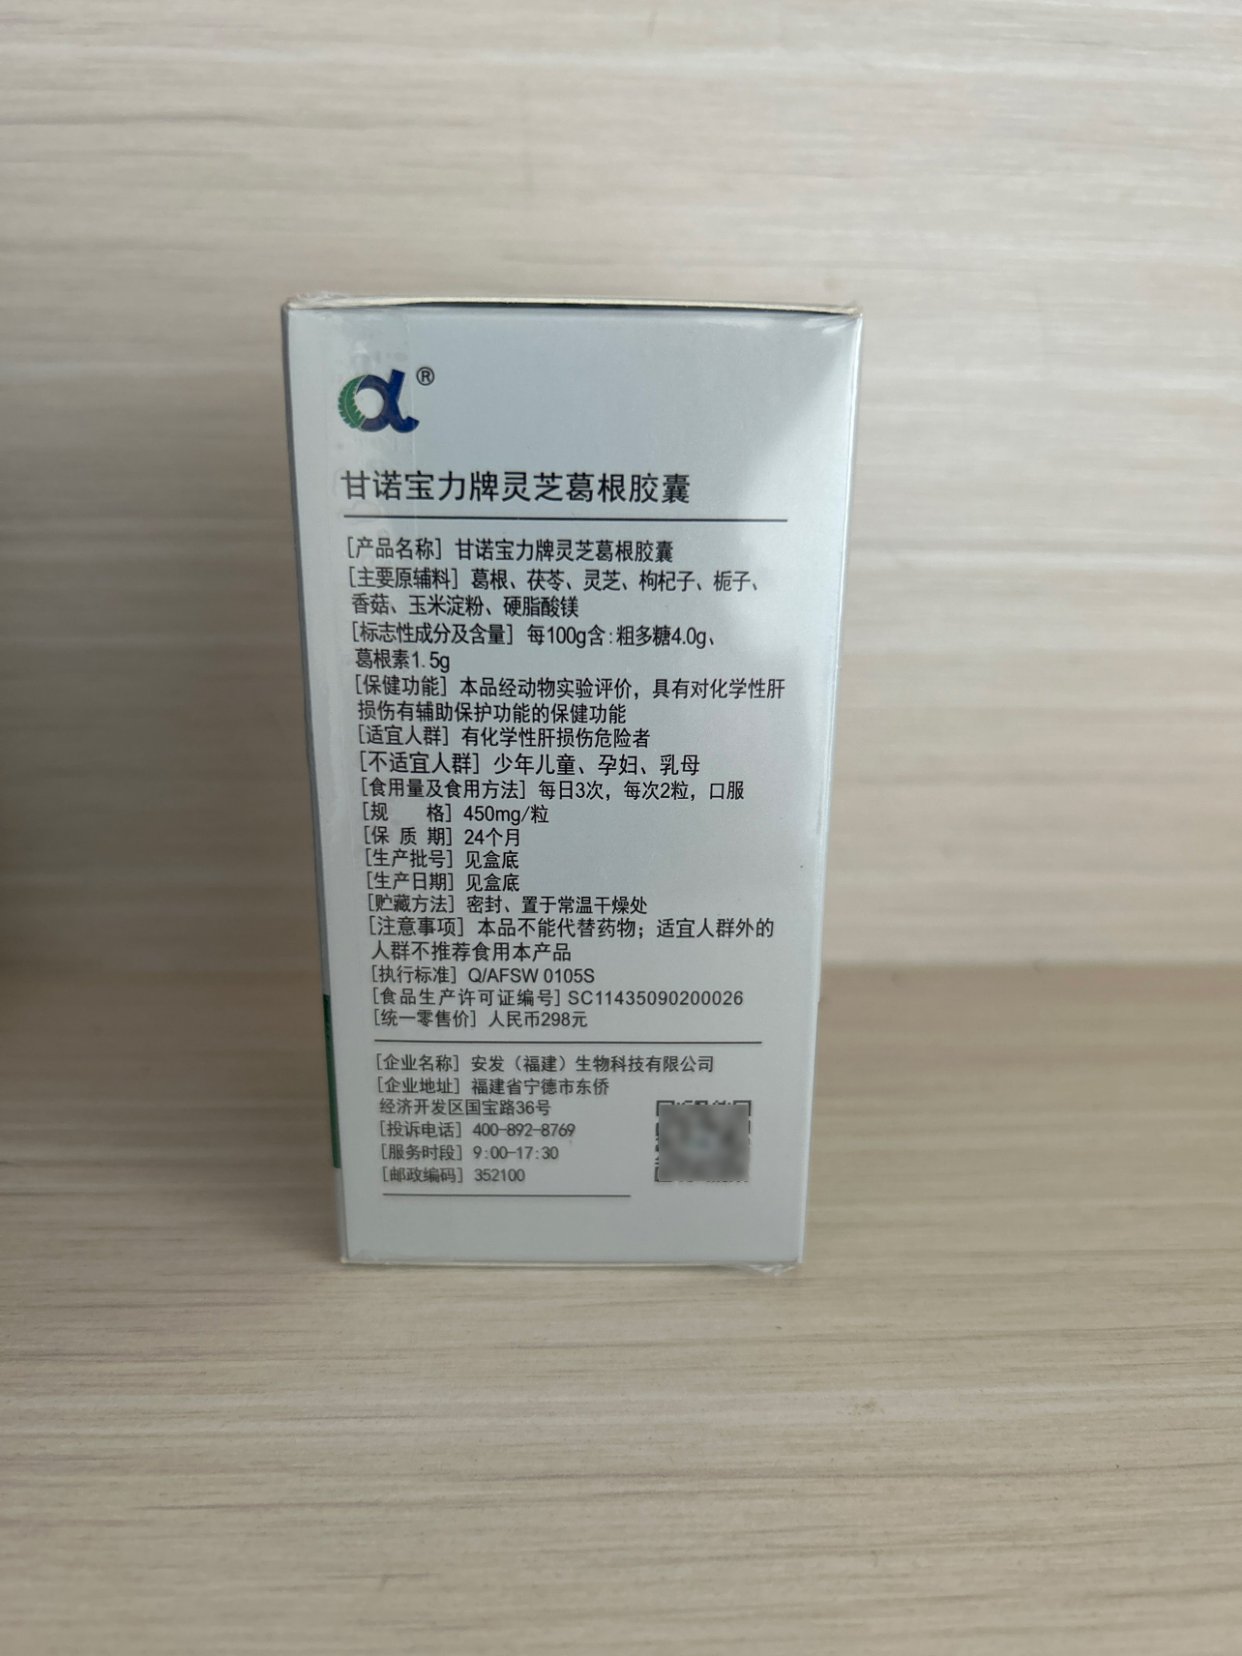 α®
甘诺宝力牌灵芝葛根胶囊
[产品名称] 甘诺宝力牌灵芝葛根胶囊
[主要原辅料] 葛根、茯苓、灵芝、枸杞子、栀子、
香菇、玉米淀粉、硬脂酸镁
[标志性成分及含量] 每100g含:粗多糖4.0g、
葛根素1.5g
[保健功能] 本品经动物实验评价，具有对化学性肝
损伤有辅助保护功能的保健功能
[适宜人群] 有化学性肝损伤危险者
[不适宜人群] 少年儿童、孕妇、乳母
[食用量及食用方法] 每日3次，每次2粒，口服
[规 格] 450mg/粒
[保 质 期] 24个月
[生产批号] 见盒底
[生产日期] 见盒底
[贮藏方法] 密封、置于常温干燥处
[注意事项] 本品不能代替药物；适宜人群外的
人群不推荐食用本产品
[执行标准] Q/AFSW 0105S
[食品生产许可证编号] SC11435090200026
[统一零售价] 人民币298元
[企业名称] 安发（福建）生物科技有限公司
[企业地址] 福建省宁德市东侨
经济开发区国宝路36号
[投诉电话] 400-892-8769
[服务时段] 9:00-17:30
[邮政编码] 352100